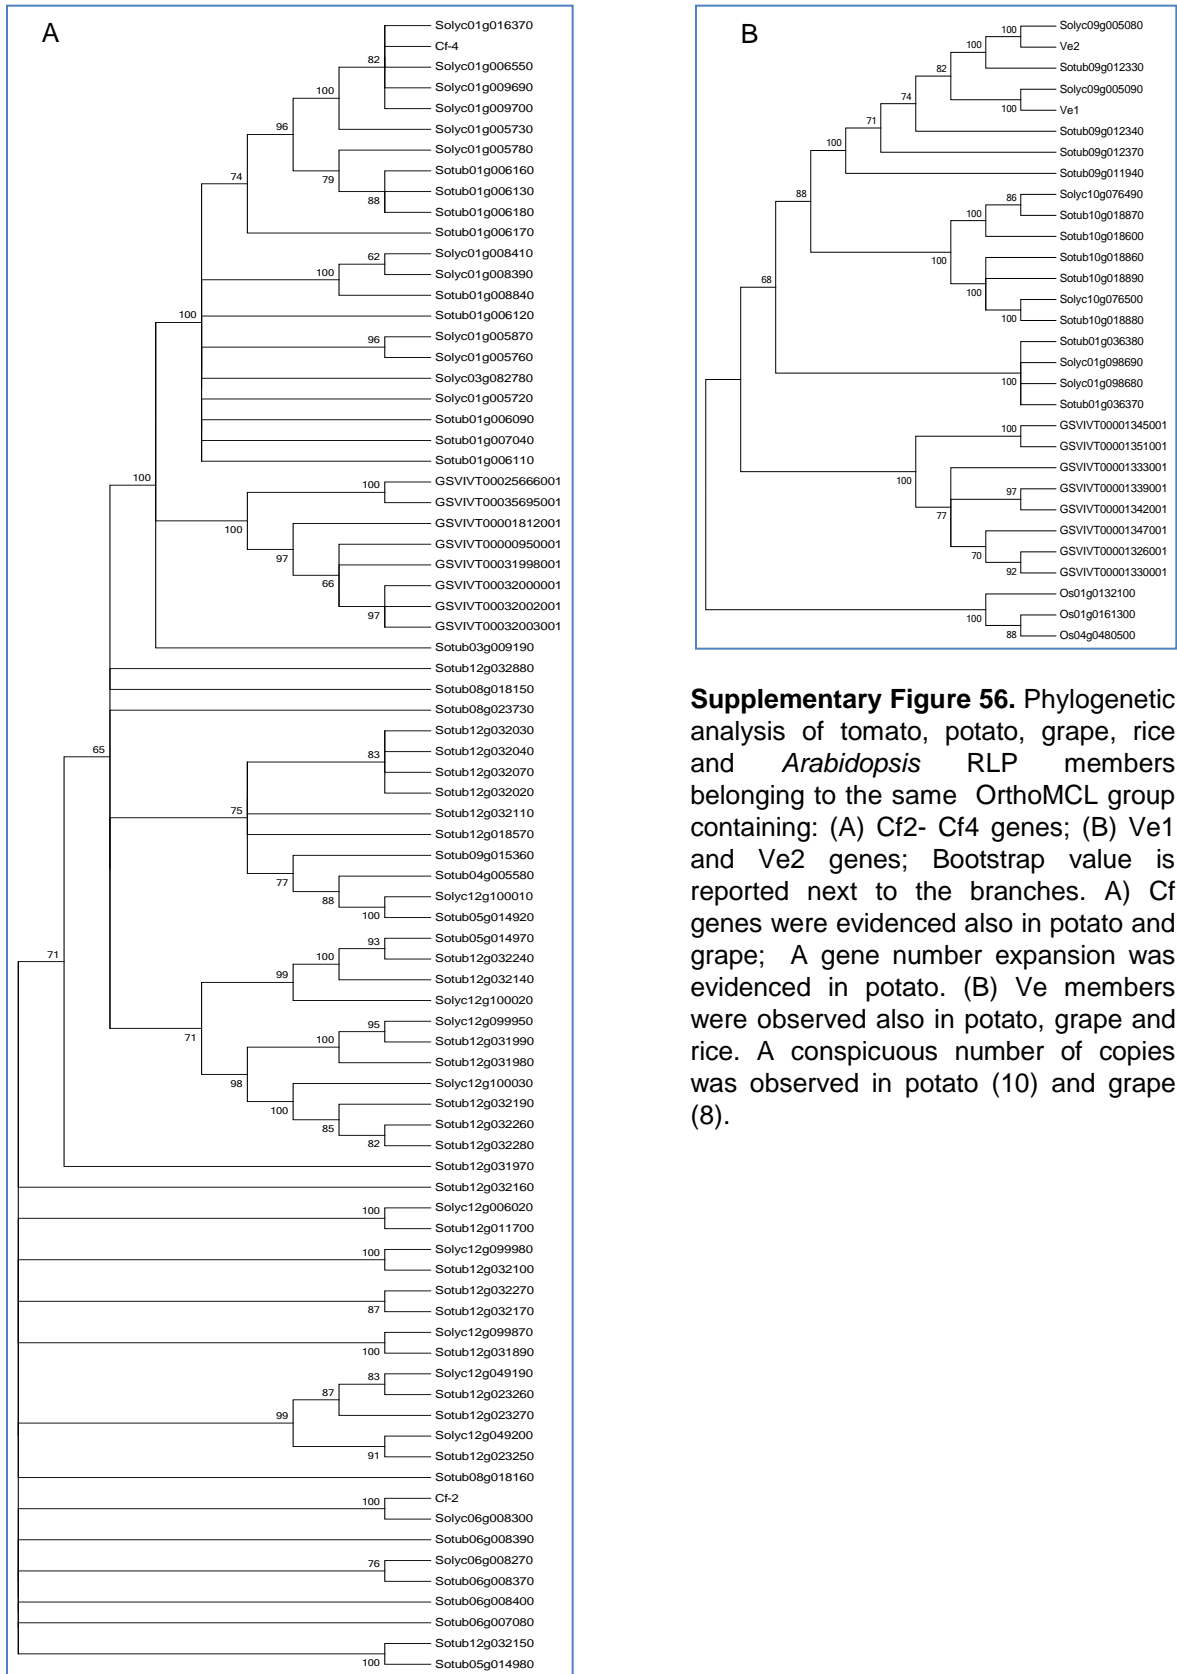 A
Solyc01g016370
Cf-4
82
Solyc01g006550
Solyc01g009690
100
Solyc01g009700
96
Solyc01g005730
Solyc01g005780
79
Sotub01g006160
74
Sotub01g006130
88
Sotub01g006180
Sotub01g006170
Solyc01g008410
62
100
Solyc01g008390
Sotub01g008840
100
Sotub01g006120
96
Solyc01g005870
Solyc01g005760
Solyc03g082780
Solyc01g005720
Sotub01g006090
Sotub01g007040
Sotub01g006110
100
100
GSVIVT00025666001
GSVIVT00035695001
100
GSVIVT00001812001
97
GSVIVT00000950001
66
GSVIVT00031998001
GSVIVT00032000001
97
GSVIVT00032002001
GSVIVT00032003001
Sotub03g009190
Sotub12g032880
Sotub08g018150
Sotub08g023730
65
Sotub12g032030
83
Sotub12g032040
Sotub12g032070
Sotub12g032020
75
Sotub12g032110
Sotub12g018570
Sotub09g015360
77
Sotub04g005580
88
Solyc12g100010
100
Sotub05g014920
71
93
Sotub05g014970
100
Sotub12g032240
99
Sotub12g032140
Solyc12g100020
71
95
Solyc12g099950
100
Sotub12g031990
Sotub12g031980
98
Solyc12g100030
100
Sotub12g032190
85
Sotub12g032260
82
Sotub12g032280
Sotub12g031970
Sotub12g032160
100
Solyc12g006020
Sotub12g011700
100
Solyc12g099980
Sotub12g032100
Sotub12g032270
87
Sotub12g032170
Solyc12g099870
100
Sotub12g031890
83
Solyc12g049190
87
Sotub12g023260
99
Sotub12g023270
Solyc12g049200
91
Sotub12g023250
Sotub08g018160
100
Cf-2
Solyc06g008300
Sotub06g008390
76
Solyc06g008270
Sotub06g008370
Sotub06g008400
Sotub06g007080
Sotub12g032150
100
Sotub05g014980
B
100
Solyc09g005080
100
Ve2
82
Sotub09g012330
74
Solyc09g005090
100
Ve1
71
Sotub09g012340
100
Sotub09g012370
Sotub09g011940
88
86
Solyc10g076490
100
Sotub10g018870
Sotub10g018600
100
Sotub10g018860
68
100
Sotub10g018890
Solyc10g076500
100
Sotub10g018880
Sotub01g036380
Solyc01g098690
100
Solyc01g098680
Sotub01g036370
100
GSVIVT00001345001
GSVIVT00001351001
100
GSVIVT00001333001
97
GSVIVT00001339001
77
GSVIVT00001342001
GSVIVT00001347001
70
GSVIVT00001326001
92
GSVIVT00001330001
Os01g0132100
100
Os01g0161300
88
Os04g0480500
Supplementary Figure 56. Phylogenetic
analysis of tomato, potato, grape, rice
and Arabidopsis RLP members
belonging to the same OrthoMCL group
containing: (A) Cf2- Cf4 genes; (B) Ve1
and Ve2 genes; Bootstrap value is
reported next to the branches. A) Cf
genes were evidenced also in potato and
grape; A gene number expansion was
evidenced in potato. (B) Ve members
were observed also in potato, grape and
rice. A conspicuous number of copies
was observed in potato (10) and grape
(8).